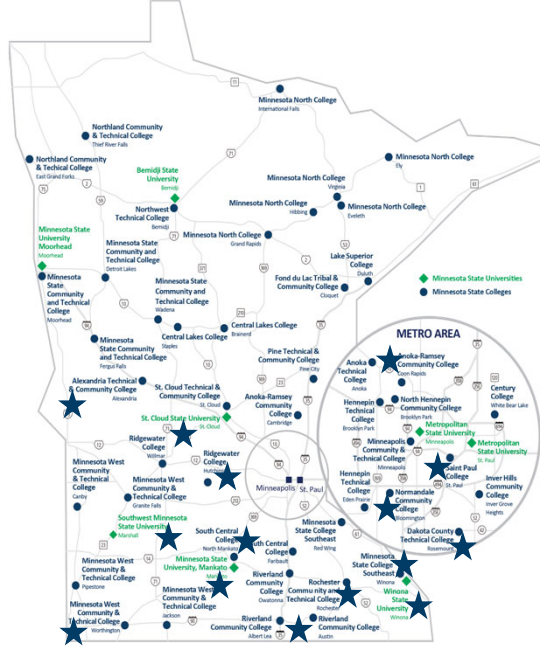 Minnesota North College
International Falls
Northland Community
& Technical College
Thief River Falls
Northland Community
& Technical College
East Grand Forks
Minnesota North College
Ely
Bemidji State
University
Bemidji
Northwest
Technical College
Bemidji
Minnesota North College
Virginia
Minnesota North College
Eveleth
Minnesota North College
Hibbing
Minnesota North College
Grand Rapids
Minnesota State
University
Moorhead
Moorhead
Minnesota State
Community and
Technical College
Detroit Lakes
Lake Superior
College
Duluth
Fond du Lac Tribal &
Community College
Cloquet
Minnesota State Universities
Minnesota State Colleges
Minnesota
State
Community
and Technical
College
Moorhead
Minnesota State
Community and
Technical College
Wadena
Central Lakes College
Brainerd
Central Lakes College
Staples
Minnesota
State Community
and Technical College
Fergus Falls
Pine Technical &
Community College
Pine City
Alexandria Technical
& Community College
Alexandria
St. Cloud Technical &
Community College
St. Cloud
St. Cloud State University
St. Cloud
Anoka-Ramsey
Community
College
Cambridge
Ridgewater
College
Willmar
Ridgewater
College
Hutchinson
Minneapolis
St. Paul
Minnesota West
Community
& Technical
College
Canby
Minnesota West
Community &
Technical College
Granite Falls
Southwest Minnesota
State University
Marshall
South Central
College
North Mankato
South Central
College
Faribault
Minnesota State
College Southeast
Red Wing
Minnesota State
University, Mankato
Minnesota West
Community &
Technical College
Pipestone
Minnesota West
Community &
Technical College
Jackson
Minnesota West
Community &
Technical College
Worthington
Riverland
Community
College
Owatonna
Rochester
Community and
Technical College
Rochester
Riverland
Community College
Albert Lea
Riverland
Community College
Austin
Minnesota
State College
Southeast
Winona
Winona
State
University
Winona
METRO AREA
Anoka
Technical
College
Anoka
Anoka-Ramsey
Community College
Coon Rapids
Century
College
White Bear Lake
Hennepin
Technical
College
Brooklyn Park
North Hennepin
Community College
Brooklyn Park
Metropolitan
State University
Minneapolis
Metropolitan
State University
St. Paul
Minneapolis
Community &
Technical College
Minneapolis
Saint Paul
College
St. Paul
Hennepin
Technical
College
Eden Prairie
Normandale
Community
College
Bloomington
Inver Hills
Community
College
Inver Grove
Heights
Dakota County
Technical College
Rosemount